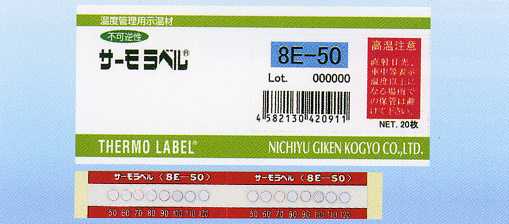 温度管理用示温材
不可逆性
サーモラベル®
8E-50
Lot. 000000
4 582130 420911
高温注意
直射日光、
車中等表示
温度以上に
なる場所で
の保管は避
けて下さい。
NET. 20枚
THERMO LABEL®
NICHIYU GIKEN KOGYO CO.,LTD.
サーモラベル〈8E-50〉 サーモラベル〈8E-50〉
50 60 70 80 90 100 110 120 50 60 70 80 90 100 110 120